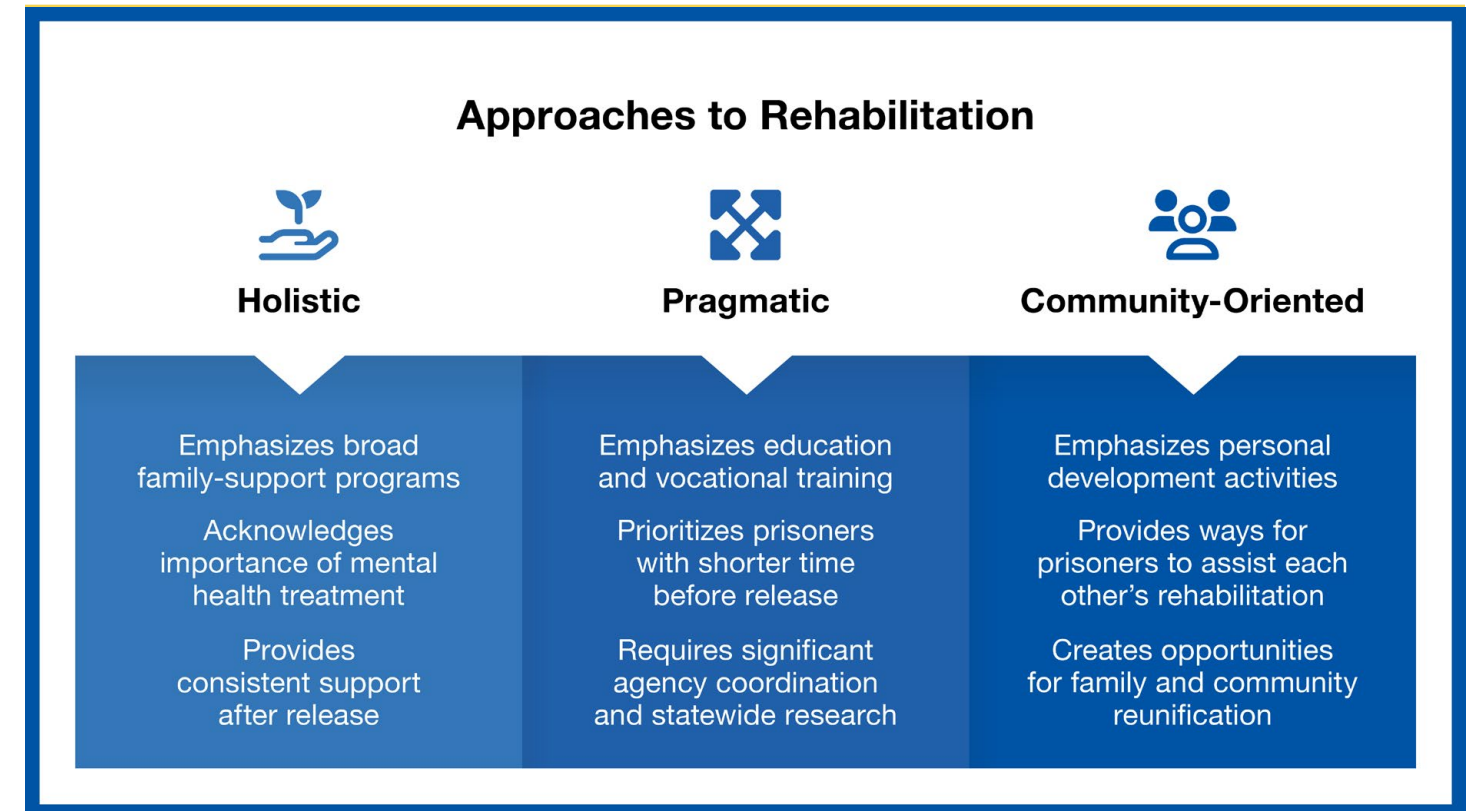 Approaches to Rehabilitation
Holistic
Emphasizes broad
family-support programs
Acknowledges
importance of mental
health treatment
Provides
consistent support
after release
Pragmatic
Emphasizes education
and vocational training
Prioritizes prisoners
with shorter time
before release
Requires significant
agency coordination
and statewide research
Community-Oriented
Emphasizes personal
development activities
Provides ways for
prisoners to assist each
other’s rehabilitation
Creates opportunities
for family and community
reunification